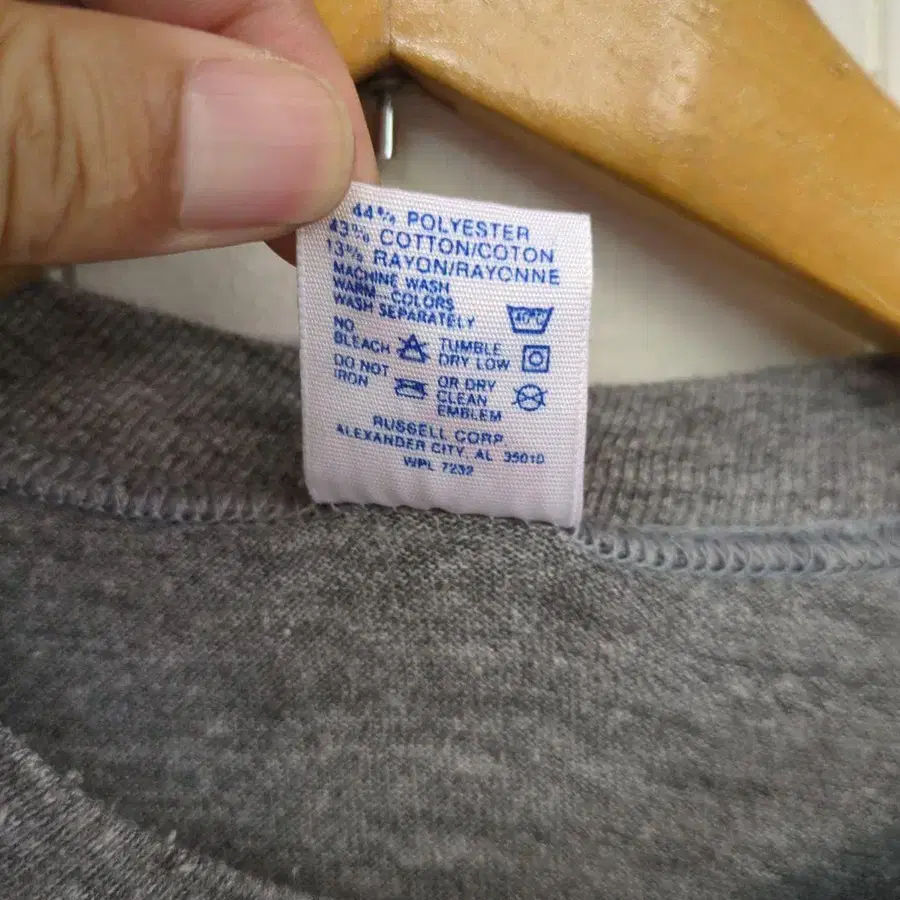 44% POLYESTER
43% COTTON/COTON
13% RAYON/RAYONNE
MACHINE WASH
WARM - COLORS
WASH SEPARATELY
40°C
NO BLEACH
TUMBLE DRY LOW
DO NOT IRON
OR DRY CLEAN EMBLEM
RUSSELL CORP.
ALEXANDER CITY, AL 35010
WPL 7232